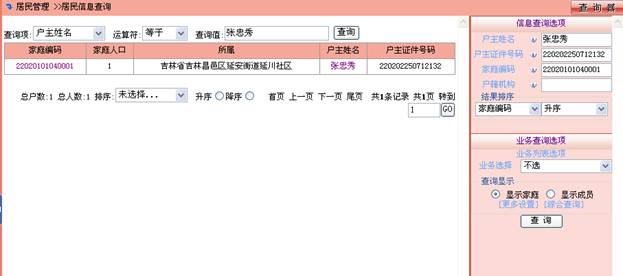 居民管理 >>居民信息查询
查 询 器
查询项: 户主姓名 运算符: 等于 查询值: 张忠秀 查询
家庭编码 家庭人口 所属 户主姓名 户主证件号码
22020101040001 1 吉林省吉林昌邑区延安街道延川社区 张忠秀 220202250712132
总户数:1 总人数:1 排序: 未选择... 升序 降序 首页 上一页 下一页 尾页 共1条记录 共1页 转到
1 GO
信息查询选项:
户主姓名 张忠秀
户主证件号码 220202250712132
家庭编码 22020101040001
户籍机构
结果排序
家庭编码 升序
业务查询选项
业务列表选项
业务选择 不选
查询显示
显示家庭 显示成员
[更多设置] [综合查询]
查 询